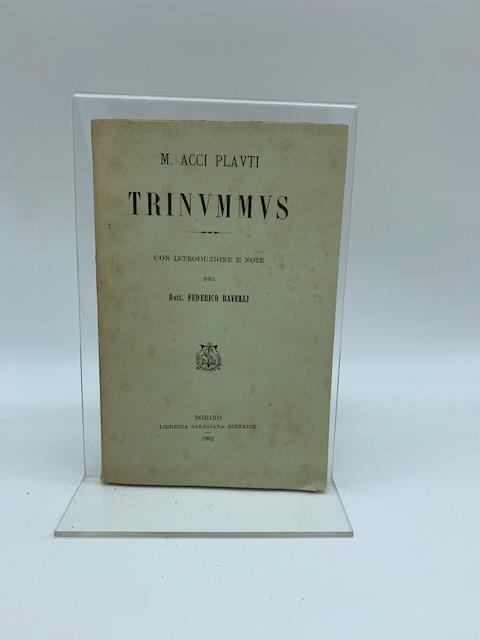 M. ACCI PLAVTI
TRINVMMVS
CON INTRODUZIONE E NOTE
DEL
Dott. FEDERICO RAVELLI
TORINO
LIBRERIA SALESIANA EDITRICE
1902